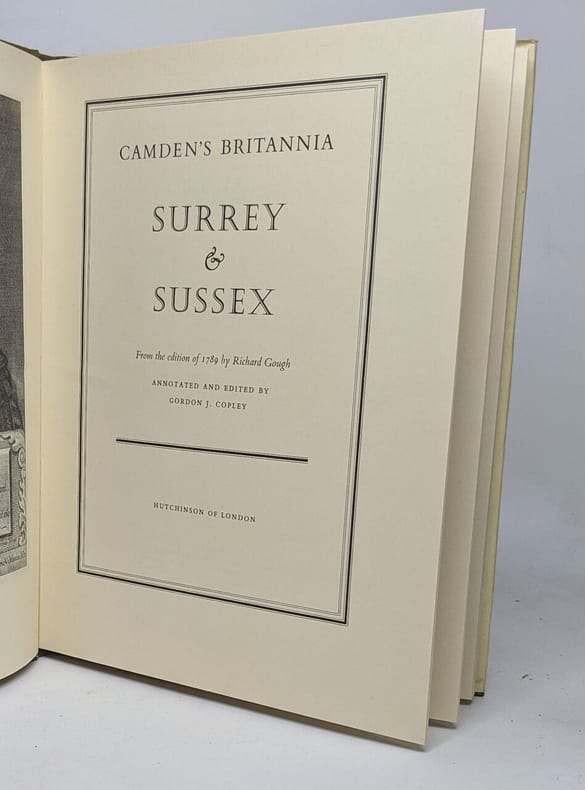 CAMDEN'S BRITANNIA
SURREY
&
SUSSEX
From the edition of 1789 by Richard Gough
ANNOTATED AND EDITED BY
GORDON J. COPLEY
HUTCHINSON OF LONDON